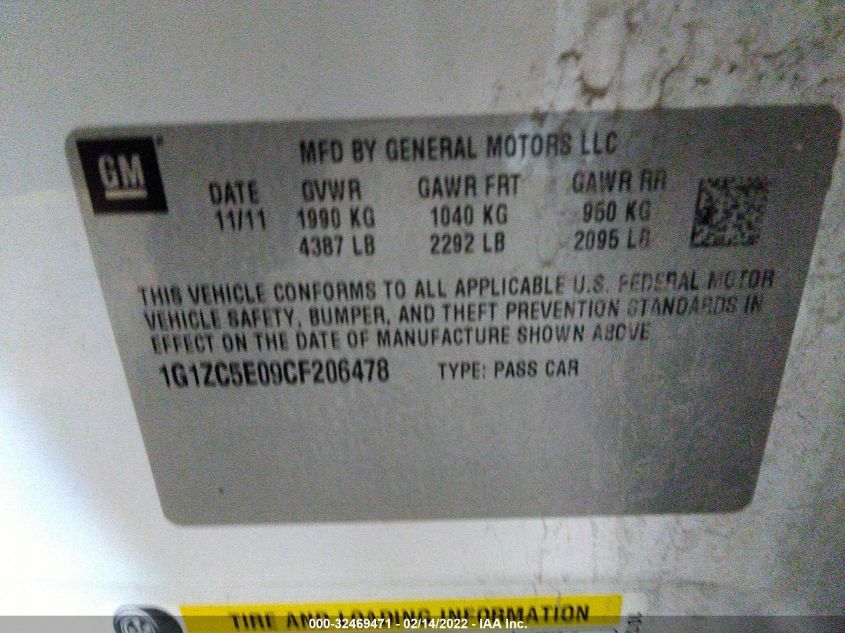 GM
MFD BY GENERAL MOTORS LLC
DATE GVWR GAWR FRT GAWR RR
11/11 1990 KG 1040 KG 950 KG
4387 LB 2292 LB 2095 LB
THIS VEHICLE CONFORMS TO ALL APPLICABLE U.S. FEDERAL MOTOR
VEHICLE SAFETY, BUMPER, AND THEFT PREVENTION STANDARDS IN
EFFECT ON THE DATE OF MANUFACTURE SHOWN ABOVE
1G1ZC5E09CF206478 TYPE: PASS CAR
TIRE AND LOADING INFORMATION
000-32469471 - 02/14/2022 - IAA Inc.